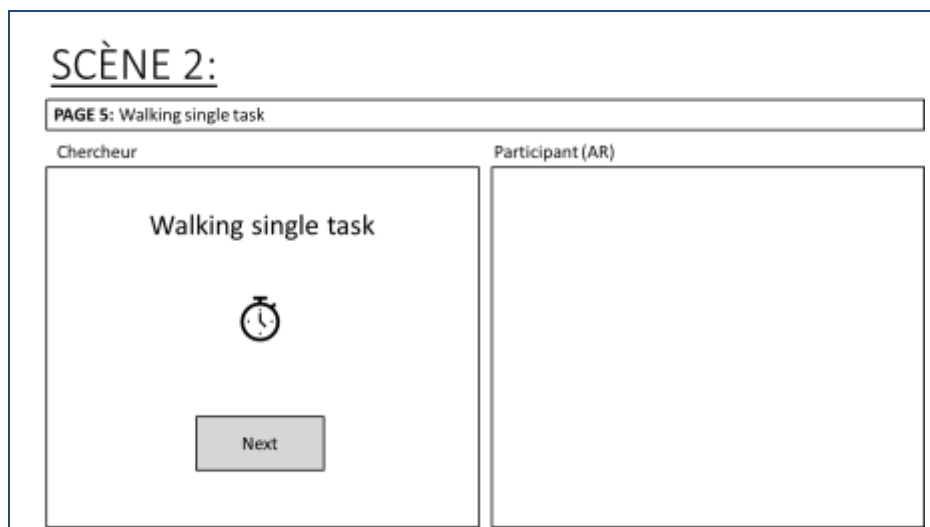 SCÈNE 2:
PAGE 5: Walking single task
Chercheur
Participant (AR)
Walking single task
Next